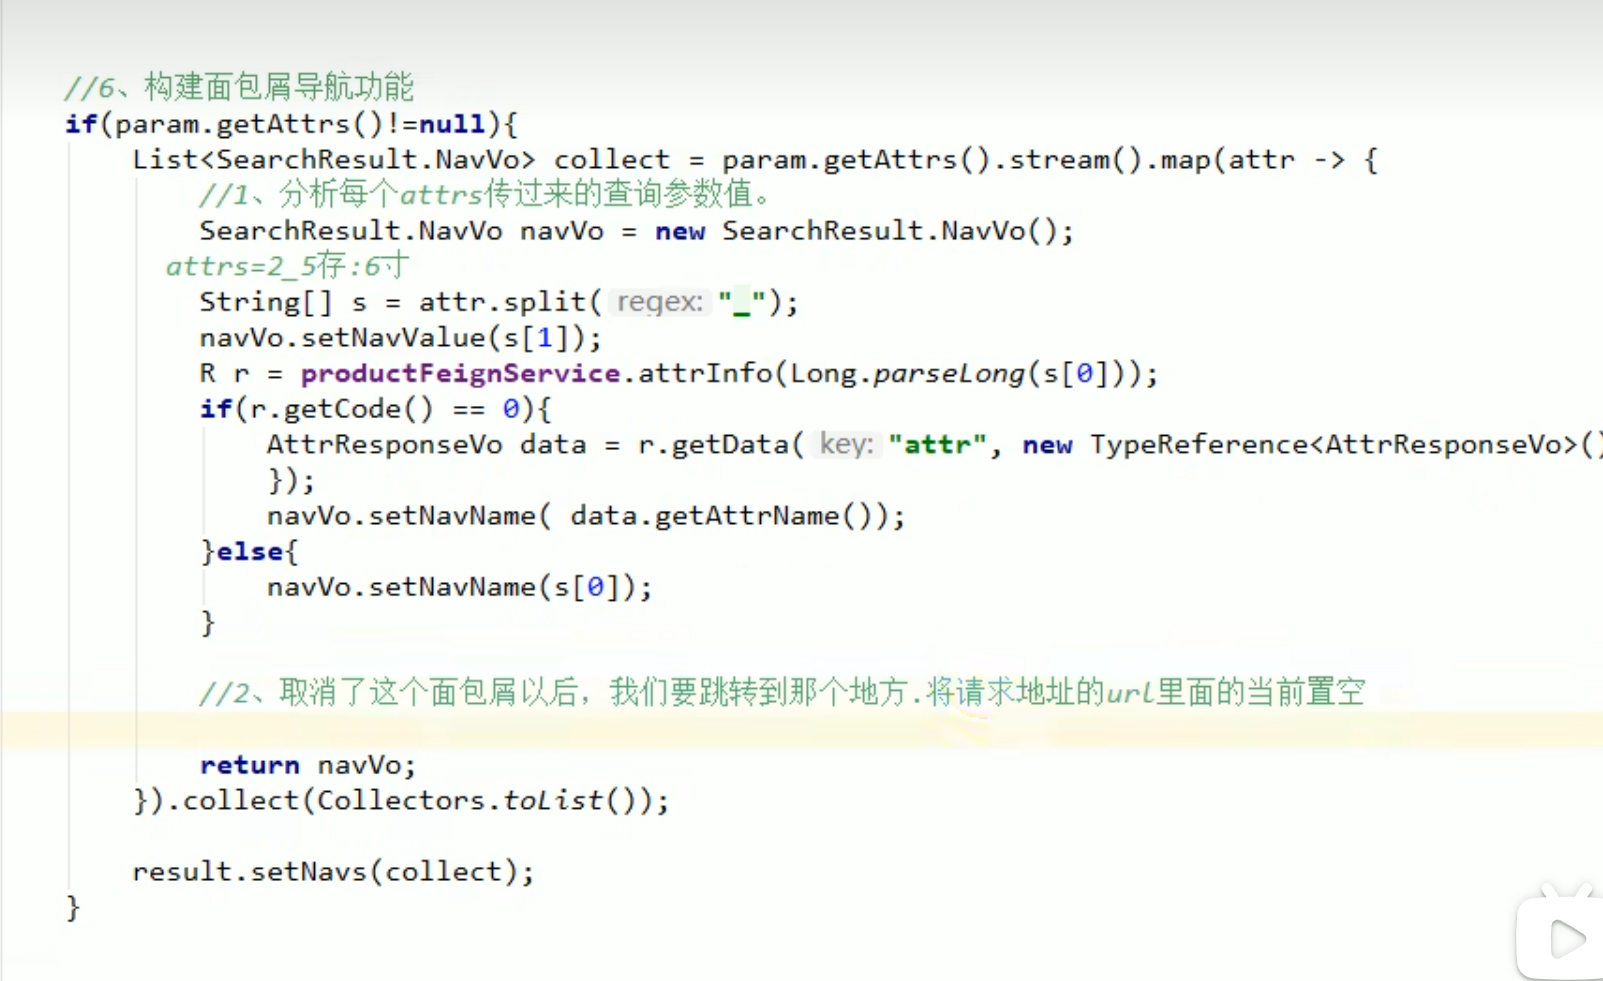 //6、构建面包屑导航功能
if(param.getAttrs()!=null){
List<SearchResult.NavVo> collect = param.getAttrs().stream().map(attr -> {
//1、分析每个attrs传过来的查询参数值。
SearchResult.NavVo navVo = new SearchResult.NavVo();
attrs=2_5存:6寸
String[] s = attr.split( regex: "_");
navVo.setNavValue(s[1]);
R r = productFeignService.attrInfo(Long.parseLong(s[0]));
if(r.getCode() == 0){
AttrResponseVo data = r.getData( key: "attr", new TypeReference<AttrResponseVo>()
});
navVo.setNavName( data.getAttrName());
}else{
navVo.setNavName(s[0]);
}
//2、取消了这个面包屑以后，我们要跳转到那个地方.将请求地址的url里面的当前置空
return navVo;
}).collect(Collectors.toList());
result.setNavs(collect);
}